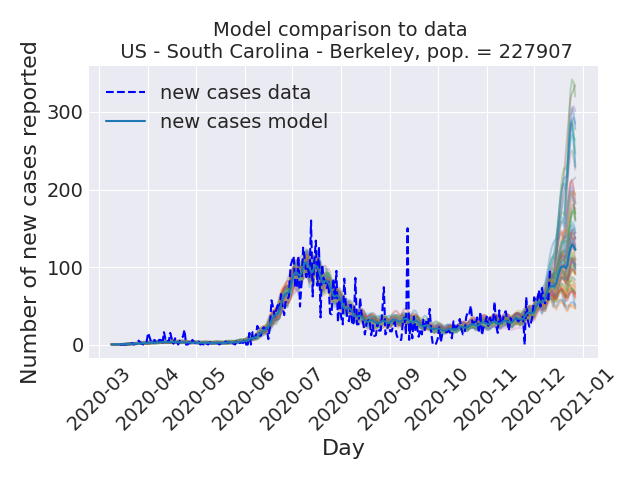 Model comparison to data
US - South Carolina - Berkeley, pop. = 227907
Number of new cases reported
new cases data
new cases model
300
200
100
0
2020-03
2020-04
2020-05
2020-06
2020-07
2020-08
2020-09
2020-10
2020-11
2020-12
2021-01
Day